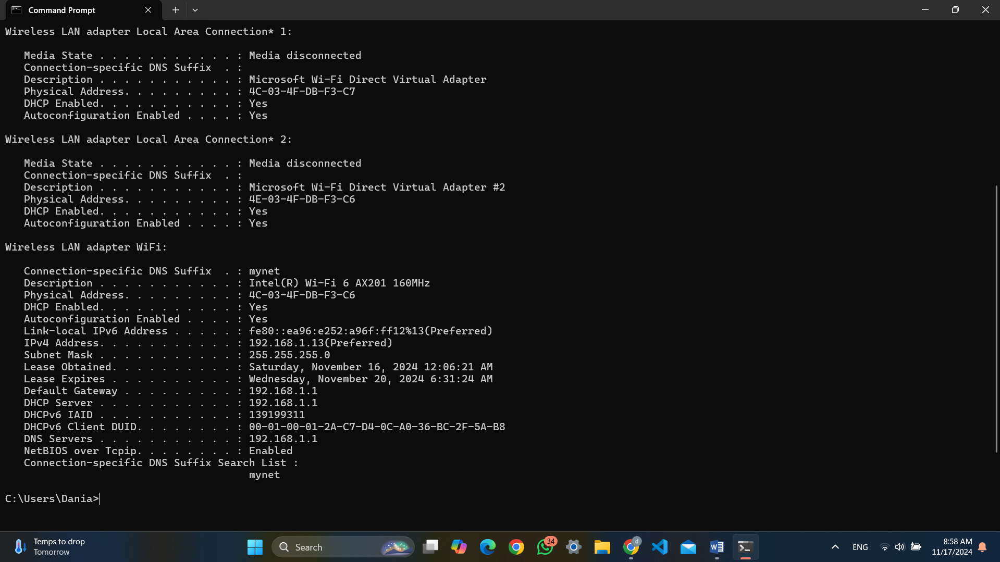 Command Prompt
Wireless LAN adapter Local Area Connection* 1:
Media State . . . . . . . . . . . : Media disconnected
Connection-specific DNS Suffix  . :
Description . . . . . . . . . . . : Microsoft Wi-Fi Direct Virtual Adapter
Physical Address. . . . . . . . . : 4C-03-4F-DB-F3-C7
DHCP Enabled. . . . . . . . . . . : Yes
Autoconfiguration Enabled . . . . : Yes
Wireless LAN adapter Local Area Connection* 2:
Media State . . . . . . . . . . . : Media disconnected
Connection-specific DNS Suffix  . :
Description . . . . . . . . . . . : Microsoft Wi-Fi Direct Virtual Adapter #2
Physical Address. . . . . . . . . : 4E-03-4F-DB-F3-C6
DHCP Enabled. . . . . . . . . . . : Yes
Autoconfiguration Enabled . . . . : Yes
Wireless LAN adapter WiFi:
Connection-specific DNS Suffix  . : mynet
Description . . . . . . . . . . . : Intel(R) Wi-Fi 6 AX201 160MHz
Physical Address. . . . . . . . . : 4C-03-4F-DB-F3-C6
DHCP Enabled. . . . . . . . . . . : Yes
Autoconfiguration Enabled . . . . : Yes
Link-local IPv6 Address . . . . . : fe80::ea96:e252:a96f:ff12%13(Preferred)
IPv4 Address. . . . . . . . . . . : 192.168.1.13(Preferred)
Subnet Mask . . . . . . . . . . . : 255.255.255.0
Lease Obtained. . . . . . . . . . : Saturday, November 16, 2024 12:06:21 AM
Lease Expires . . . . . . . . . . : Wednesday, November 20, 2024 6:31:24 AM
Default Gateway . . . . . . . . . : 192.168.1.1
DHCP Server . . . . . . . . . . . : 192.168.1.1
DHCPv6 IAID . . . . . . . . . . . : 139199311
DHCPv6 Client DUID. . . . . . . . : 00-01-00-01-2A-C7-D4-0C-A0-36-BC-2F-5A-B8
DNS Servers . . . . . . . . . . . : 192.168.1.1
NetBIOS over Tcpip. . . . . . . . : Enabled
Connection-specific DNS Suffix Search List :
mynet
C:\Users\Dania>
Temps to drop
Tomorrow
Search
34
d
ENG
8:58 AM
11/17/2024